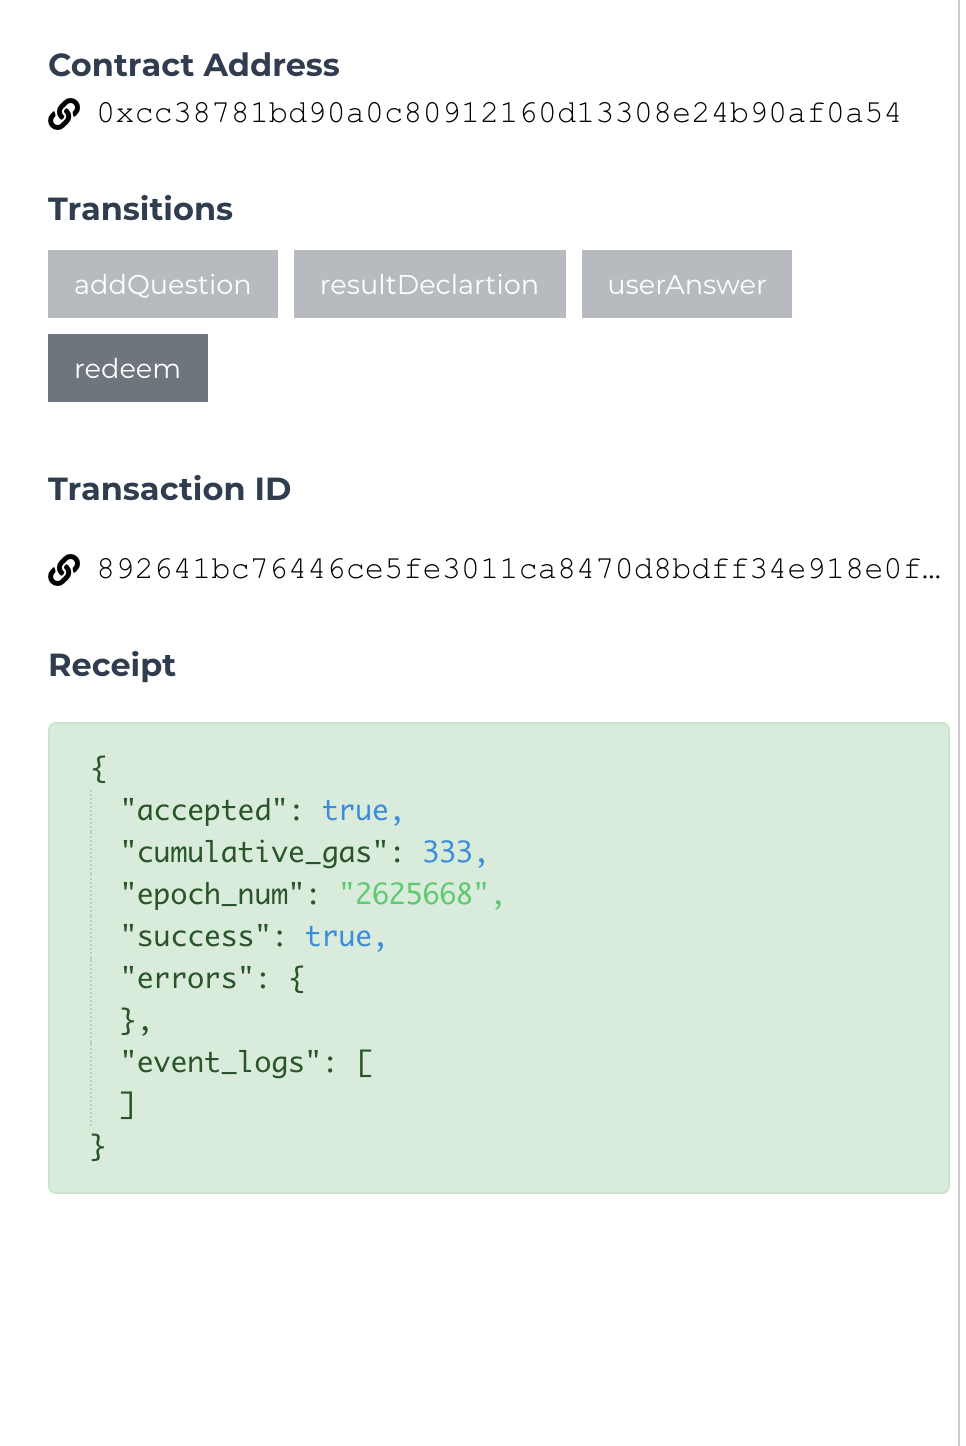 Contract Address
0xcc38781bd90a0c80912160d13308e24b90af0a54
Transitions
addQuestion resultDeclartion userAnswer
redeem
Transaction ID
892641bc76446ce5fe3011ca8470d8bdff34e918e0f…
Receipt
{
"accepted": true,
"cumulative_gas": 333,
"epoch_num": "2625668",
"success": true,
"errors": {
},
"event_logs": [
]
}